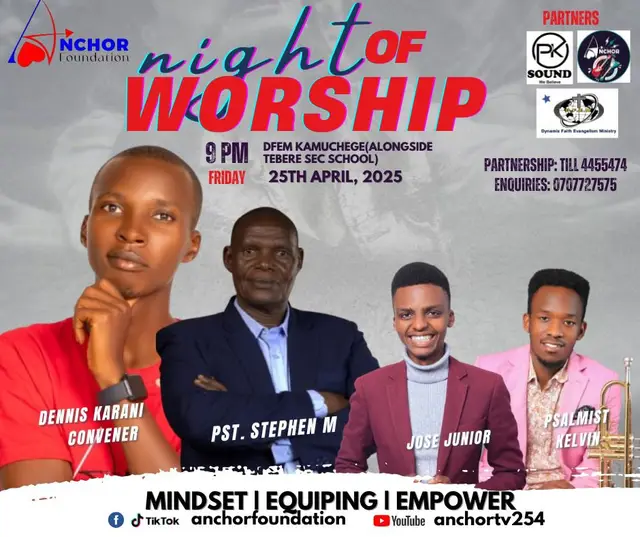 ANCHOR
Foundation
night OF
WORSHIP
9 PM
FRIDAY
DFEM KAMUCHEGE(ALONGSIDE
TEBERE SEC SCHOOL)
25TH APRIL, 2025
PARTNERS
PK
SOUND
We Believe
ANCHOR
Dynamic Faith Evangelism Ministry
PARTNERSHIP: TILL 4455474
ENQUIRIES: 0707727575
DENNIS KARANI
CONVENER
PST. STEPHEN M
JOSE JUNIOR
PSALMIST
KELVIN
MINDSET | EQUIPING | EMPOWER
TikTok anchorfoundation
YouTube anchortv254